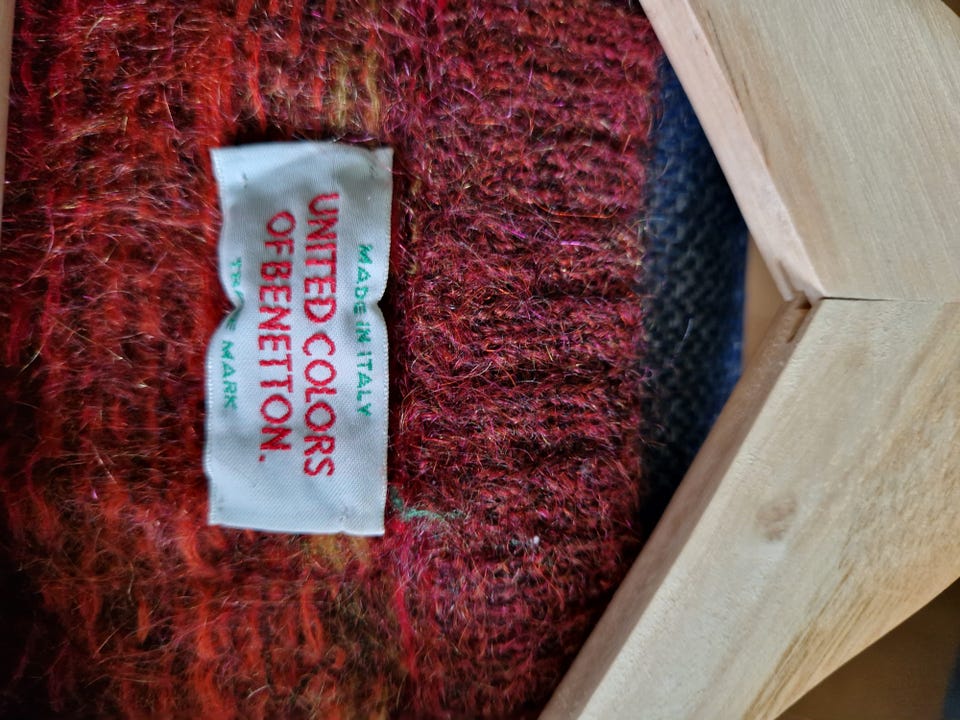 MADE IN ITALY
UNITED COLORS
OF BENETTON.
TRADE MARK